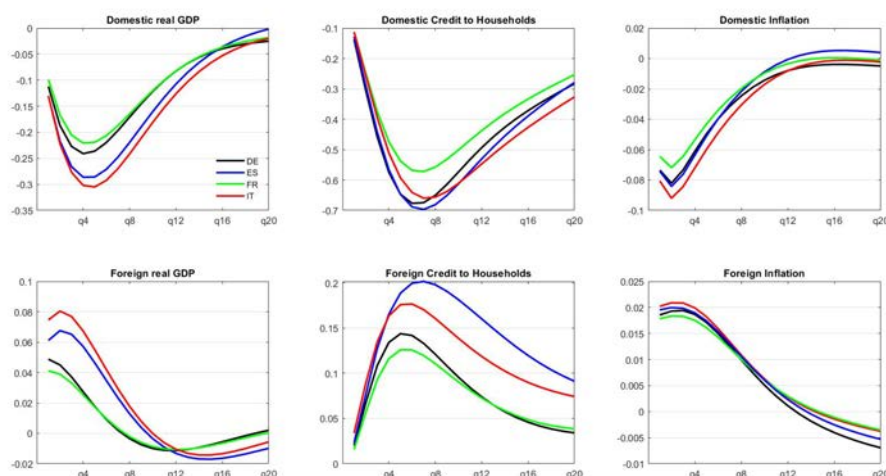 Domestic real GDP
0
-0.05
-0.1
-0.15
-0.2
-0.25
-0.3
-0.35
q4 q8 q12 q16 q20
DE
ES
FR
IT
Domestic Credit to Households
-0.1
-0.2
-0.3
-0.4
-0.5
-0.6
-0.7
q4 q8 q12 q16 q20
Domestic Inflation
0.02
0
-0.02
-0.04
-0.06
-0.08
-0.1
q4 q8 q12 q16 q20
Foreign real GDP
0.1
0.08
0.06
0.04
0.02
0
-0.02
q4 q8 q12 q16 q20
Foreign Credit to Households
0.2
0.15
0.1
0.05
0
q4 q8 q12 q16 q20
Foreign Inflation
0.025
0.02
0.015
0.01
0.005
0
-0.005
-0.01
q4 q8 q12 q16 q20